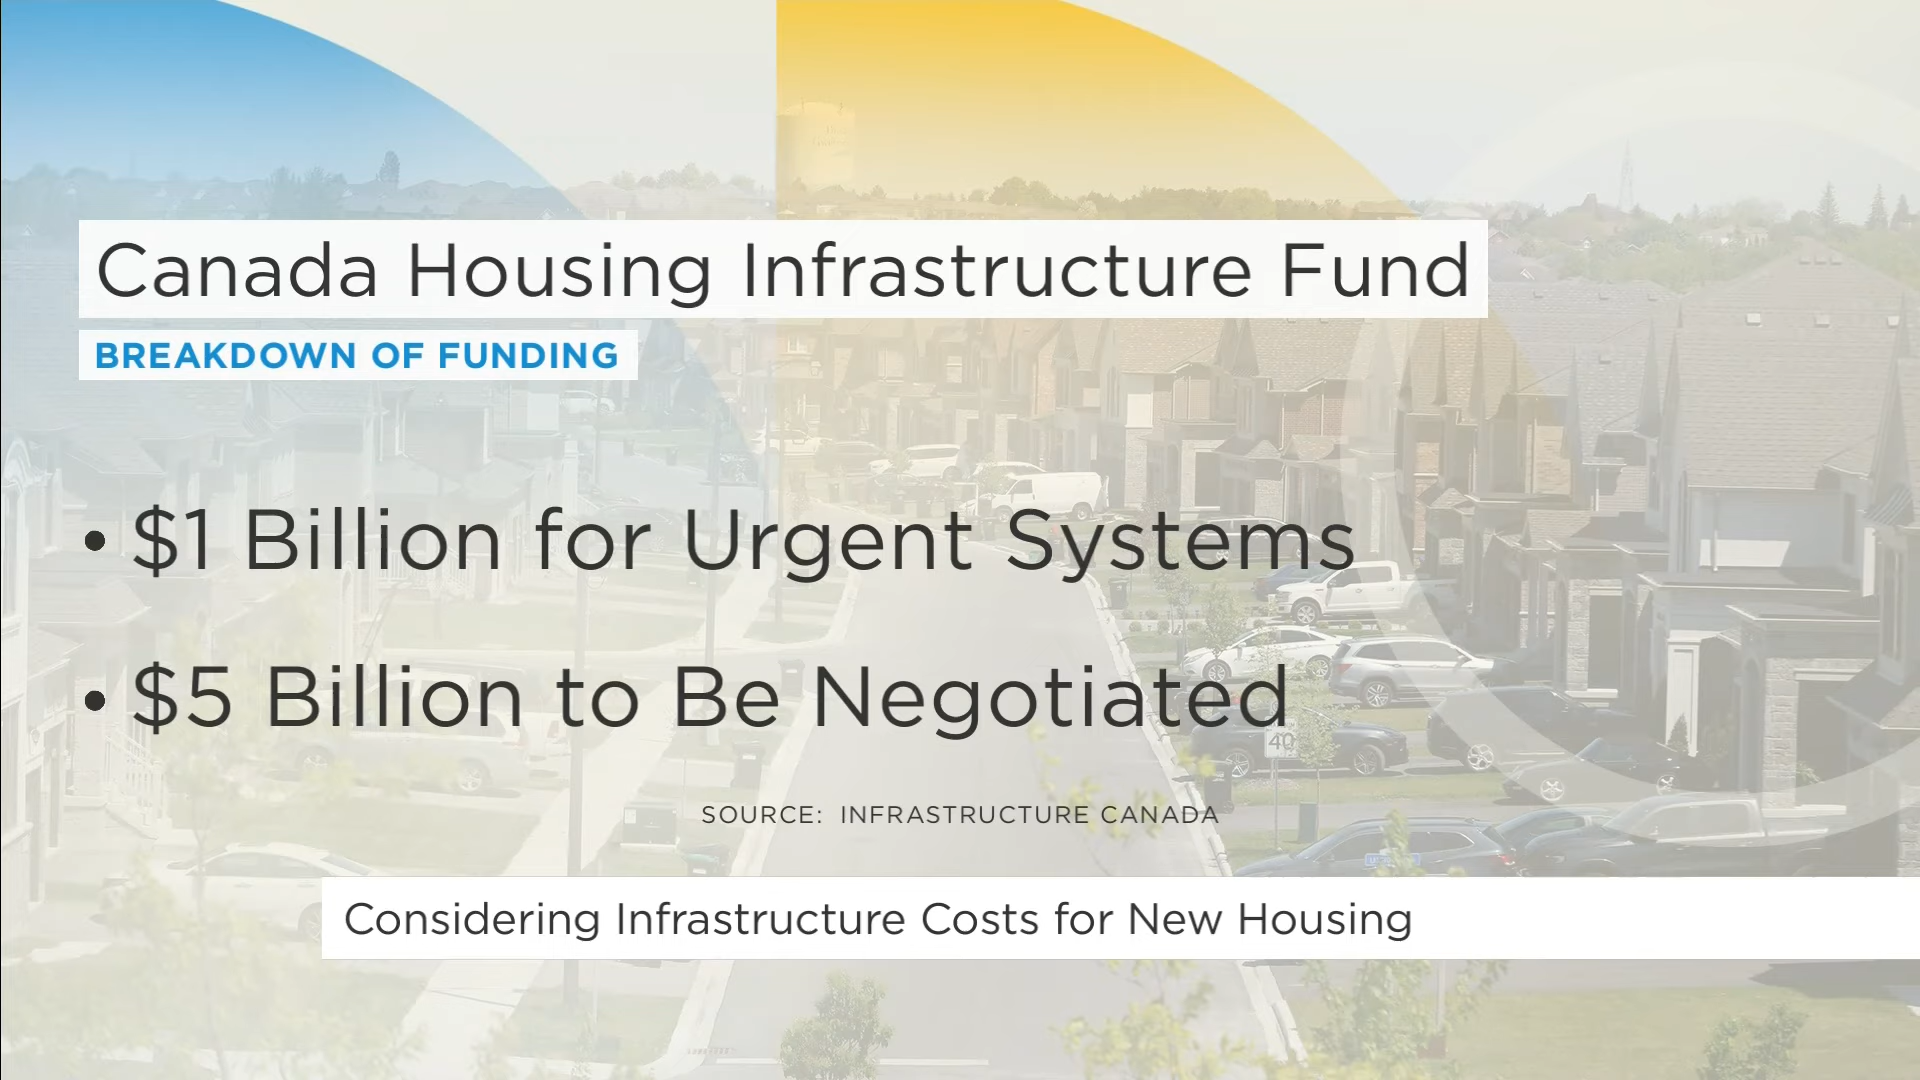 Canada Housing Infrastructure Fund
BREAKDOWN OF FUNDING
• $1 Billion for Urgent Systems
• $5 Billion to Be Negotiated
40
SOURCE: INFRASTRUCTURE CANADA
Considering Infrastructure Costs for New Housing